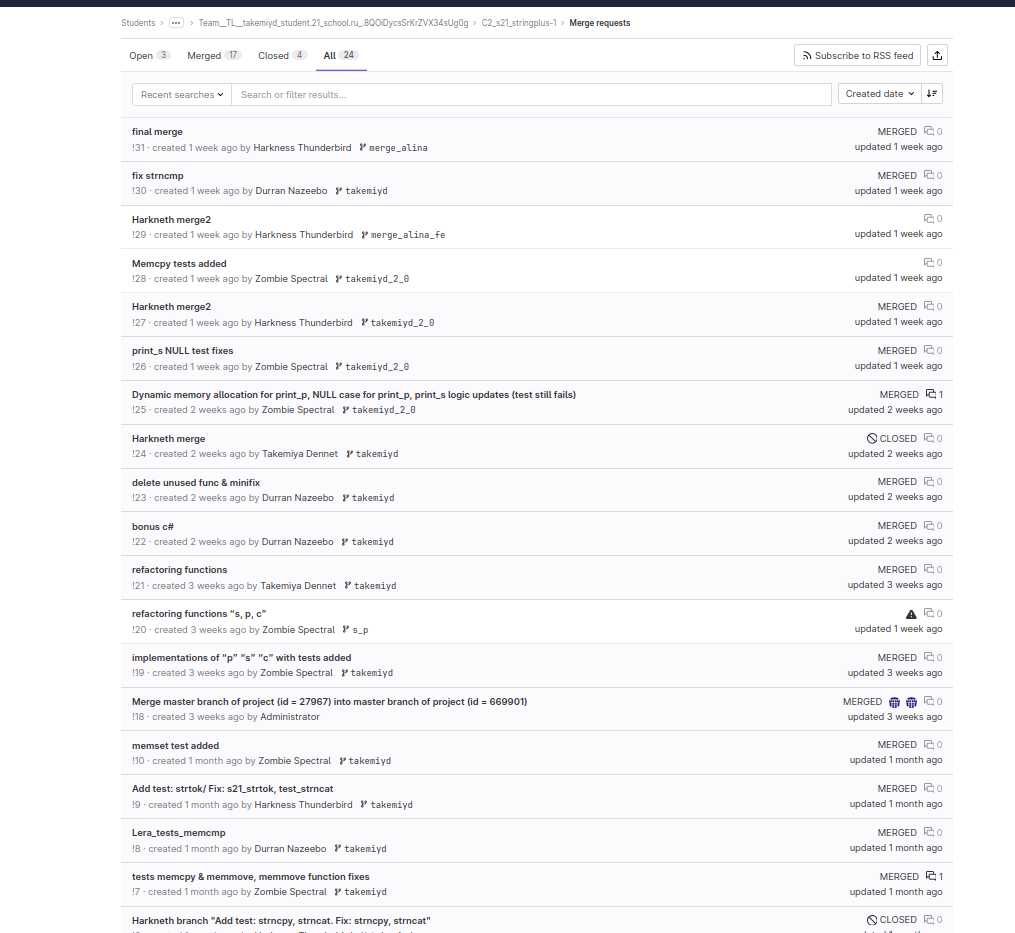 Students › ••• › Team__TL__takemiyd_student.21_school.ru_.8QOiDycsSrKrZVX34sUg0g › C2_s21_stringplus-1 › Merge requests
Open 3 Merged 17 Closed 4 All 24 Subscribe to RSS feed
Recent searches Search or filter results... Created date
final merge MERGED 0
!31 · created 1 week ago by Harkness Thunderbird merge_alina updated 1 week ago
fix strncmp MERGED 0
!30 · created 1 week ago by Durran Nazeebo takemiyd updated 1 week ago
Harkneth merge2 0
!29 · created 1 week ago by Harkness Thunderbird merge_alina_fe updated 1 week ago
Memcpy tests added 0
!28 · created 1 week ago by Zombie Spectral takemiyd_2_0 updated 1 week ago
Harkneth merge2 MERGED 0
!27 · created 1 week ago by Harkness Thunderbird takemiyd_2_0 updated 1 week ago
print_s NULL test fixes MERGED 0
!26 · created 1 week ago by Zombie Spectral takemiyd_2_0 updated 1 week ago
Dynamic memory allocation for print_p, NULL case for print_p, print_s logic updates (test still fails) MERGED 1
!25 · created 2 weeks ago by Zombie Spectral takemiyd_2_0 updated 2 weeks ago
Harkneth merge CLOSED 0
!24 · created 2 weeks ago by Takemiya Dennet takemiyd updated 2 weeks ago
delete unused func & minifix MERGED 0
!23 · created 2 weeks ago by Durran Nazeebo takemiyd updated 2 weeks ago
bonus c# MERGED 0
!22 · created 2 weeks ago by Durran Nazeebo takemiyd updated 2 weeks ago
refactoring functions MERGED 0
!21 · created 3 weeks ago by Takemiya Dennet takemiyd updated 3 weeks ago
refactoring functions “s, p, c” 0
!20 · created 3 weeks ago by Zombie Spectral s_p updated 1 week ago
implementations of “p” “s” “c” with tests added MERGED 0
!19 · created 3 weeks ago by Zombie Spectral takemiyd updated 3 weeks ago
Merge master branch of project (id = 27967) into master branch of project (id = 669901) MERGED 0
!18 · created 3 weeks ago by Administrator updated 3 weeks ago
memset test added MERGED 0
!10 · created 1 month ago by Zombie Spectral takemiyd updated 1 month ago
Add test: strtok/ Fix: s21_strtok, test_strncat MERGED 0
!9 · created 1 month ago by Harkness Thunderbird takemiyd updated 1 month ago
Lera_tests_memcmp MERGED 0
!8 · created 1 month ago by Durran Nazeebo takemiyd updated 1 month ago
tests memcpy & memmove, memmove function fixes MERGED 1
!7 · created 1 month ago by Zombie Spectral takemiyd updated 1 month ago
Harkneth branch "Add test: strncpy, strncat. Fix: strncpy, strncat" CLOSED 0